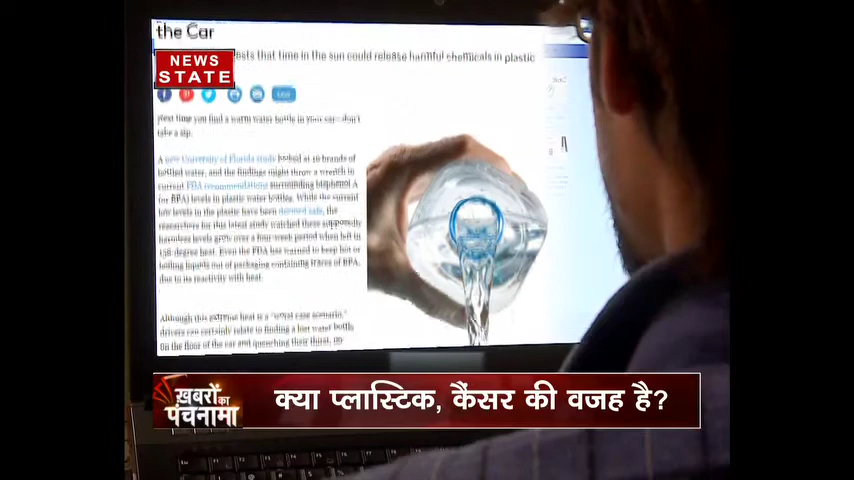 the Car
ests that time in the sun could release harmful chemicals in plastic
NEWS
STATE
Next time you find a warm water bottle in your car—don't
take a sip.
A new University of Florida study looked at 16 brands of
bottled water, and the findings might throw a wrench in
current FDA recommendations surrounding bisphenol A
(or BPA) levels in plastic water bottles. While the current
low levels in the plastic have been deemed safe, the
researchers for this latest study watched these supposedly
harmless levels grow over a four-week period when left in
158-degree heat. Even the FDA has warned to keep hot or
boiling liquids out of packaging containing traces of BPA,
due to its reactivity with heat.
Although this extreme heat is a "worst case scenario,"
drivers can certainly relate to finding a lost water bottle
on the floor of the car and quenching their thirst, no
ख़बरों का
पंचनामा
क्या प्लास्टिक, कैंसर की वजह है?